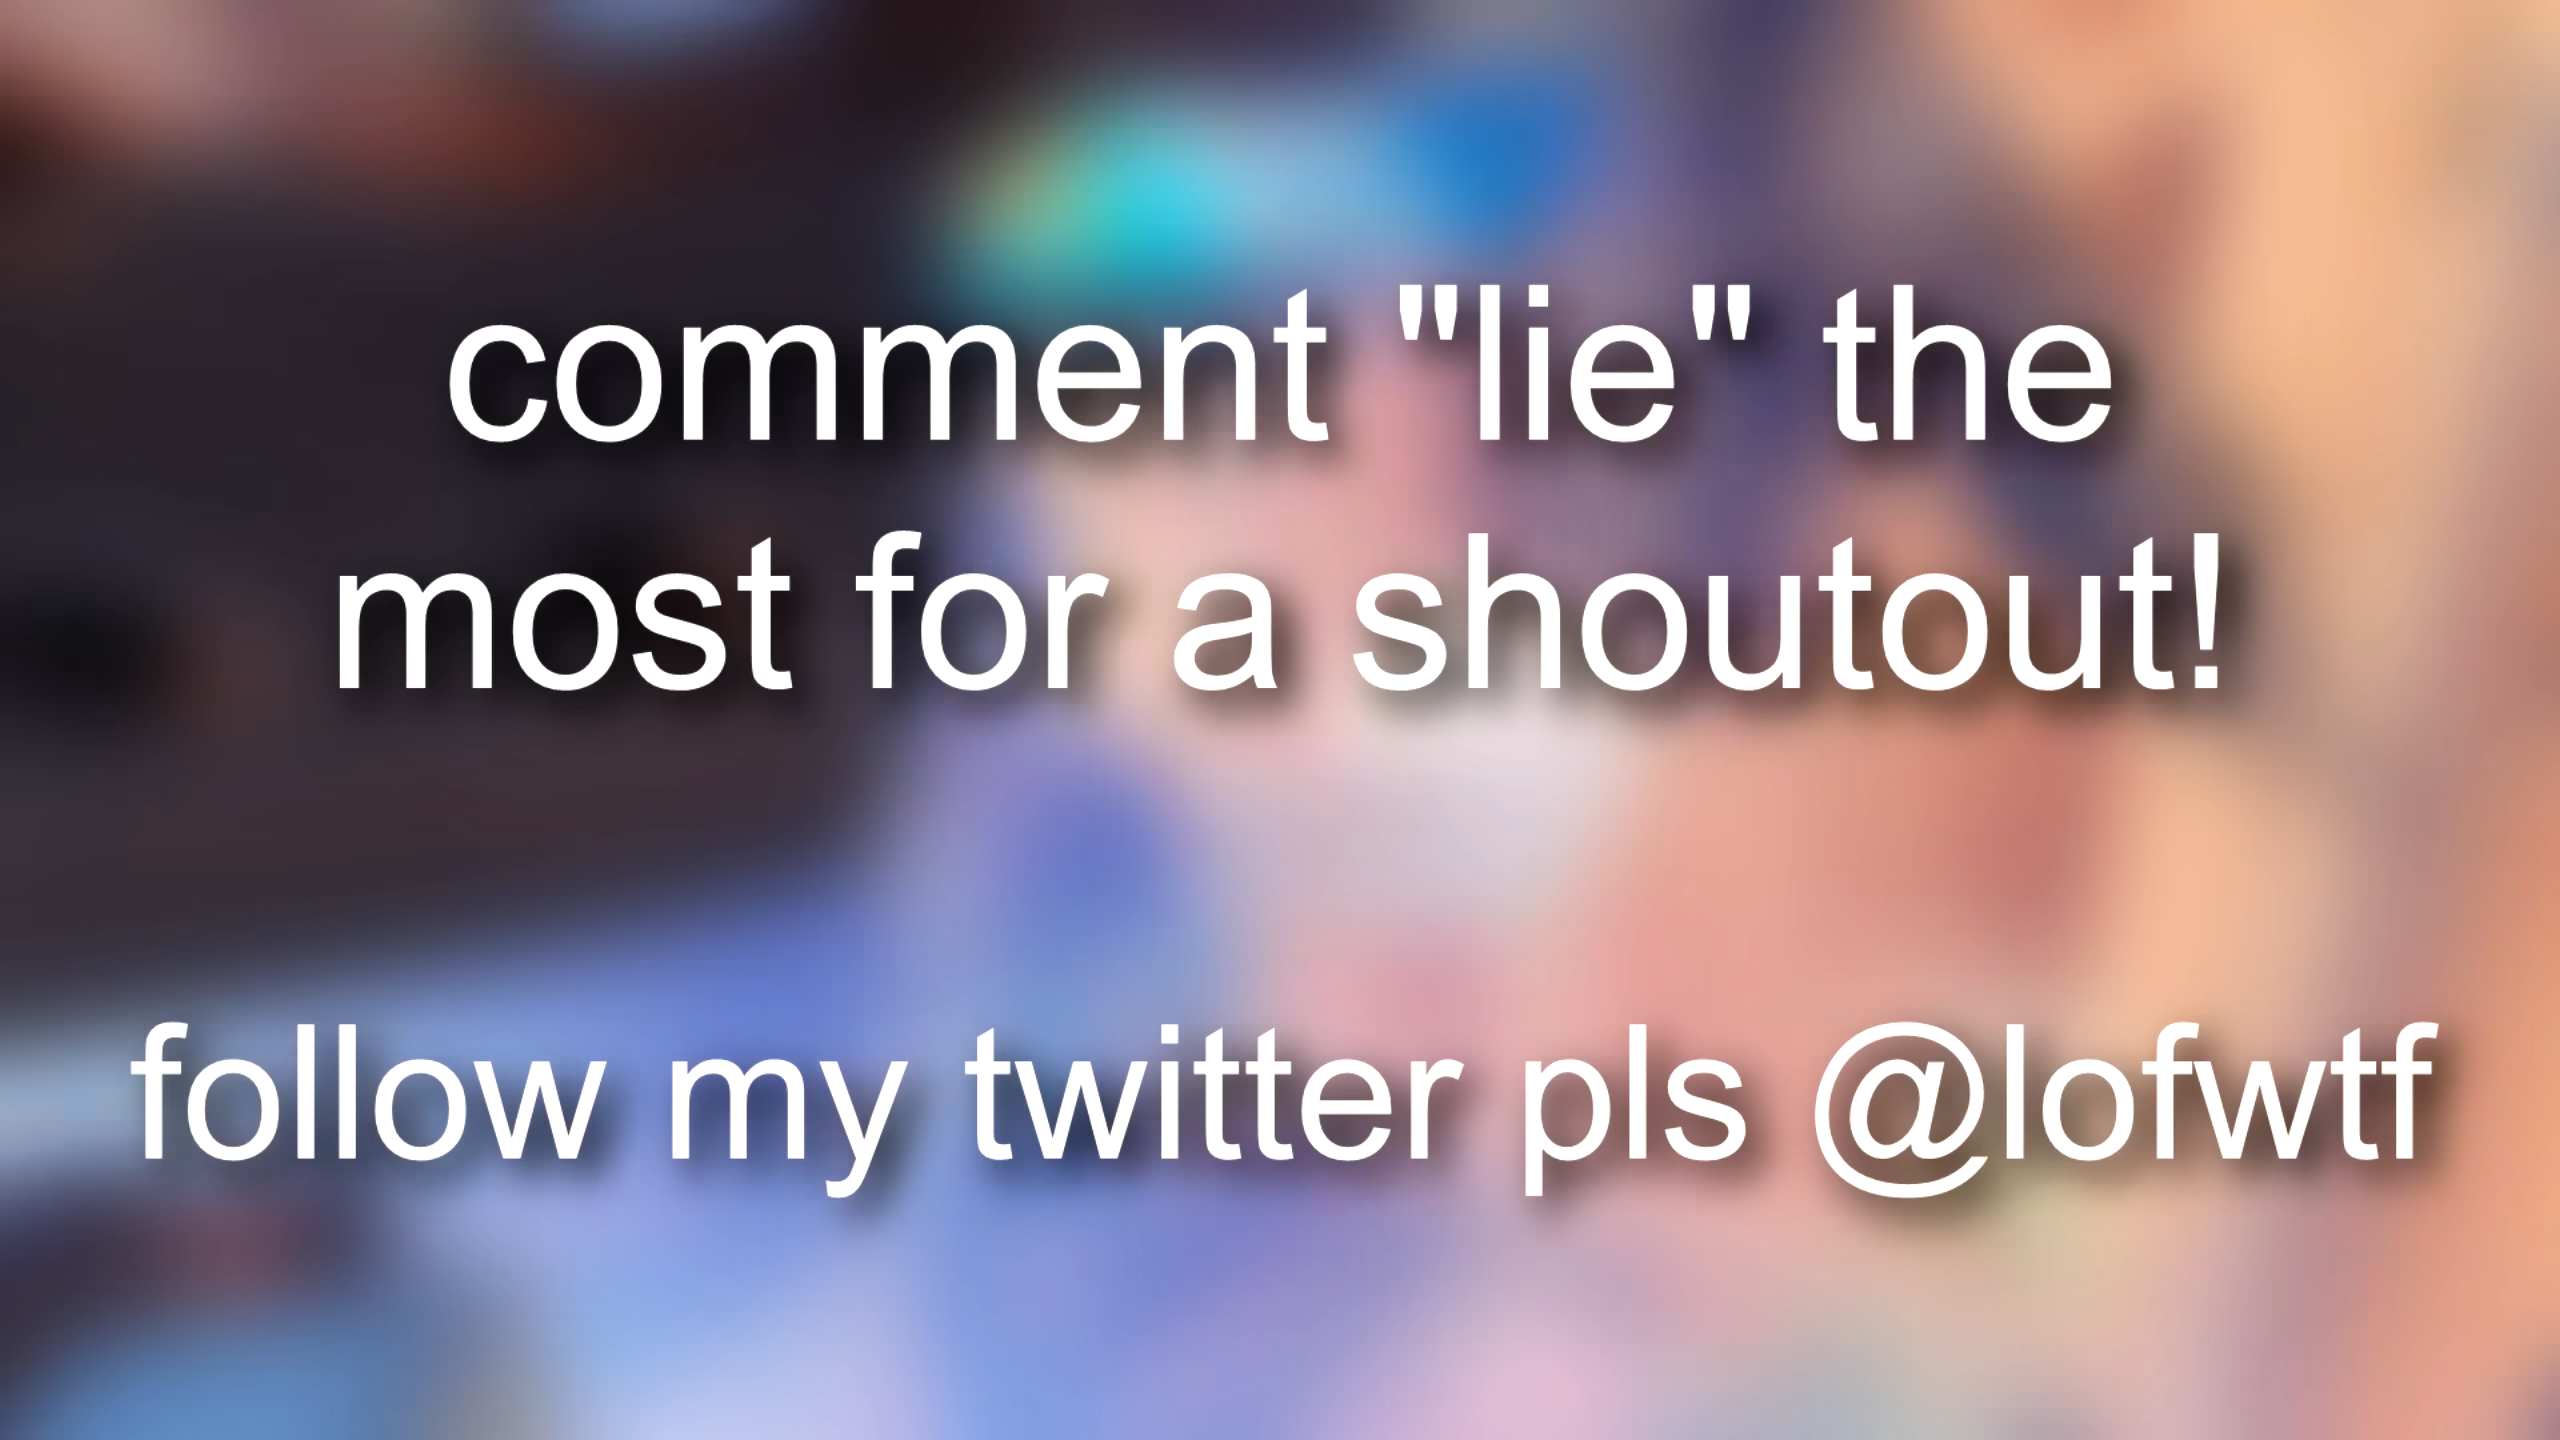 comment "lie" the
most for a shoutout!
follow my twitter pls @lofwtf